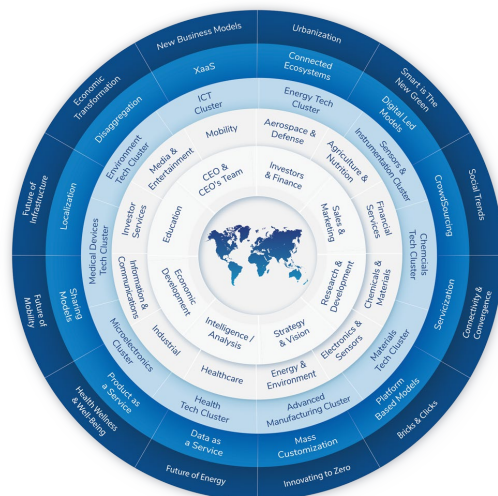 New Business Models
Urbanization
Smart is The
New Green
Social Trends
Connectivity &
Convergence
Bricks & Clicks
Innovating to Zero
Future of Energy
Health Wellness
& Well-Being
Future of
Mobility
Future of
Infrastructure
Economic
Transformation
XaaS
Connected
Ecosystems
Digital Led
Models
CrowdSourcing
Servicization
Platform
Based Models
Mass
Customization
Data as
a Service
Product as
a Service
Sharing
Models
Localization
Disaggregation
ICT
Cluster
Energy Tech
Cluster
Sensors &
Instrumentation Cluster
Chemcials
Tech Cluster
Materials
Tech Cluster
Advanced
Manufacturing Cluster
Health
Tech Cluster
Microelectronics
Cluster
Medical Devices
Tech Cluster
Environment
Tech Cluster
Mobility
Aerospace &
Defense
Agriculture &
Nutrition
Financial
Services
Chemicals &
Materials
Electronics &
Sensors
Energy &
Environment
Healthcare
Industrial
Information &
Communications
Investor
Services
Media &
Entertainment
CEO &
CEO's Team
Investors
& Finance
Sales &
Marketing
Research &
Development
Strategy
& Vision
Intelligence /
Analysis
Economic
Development
Education